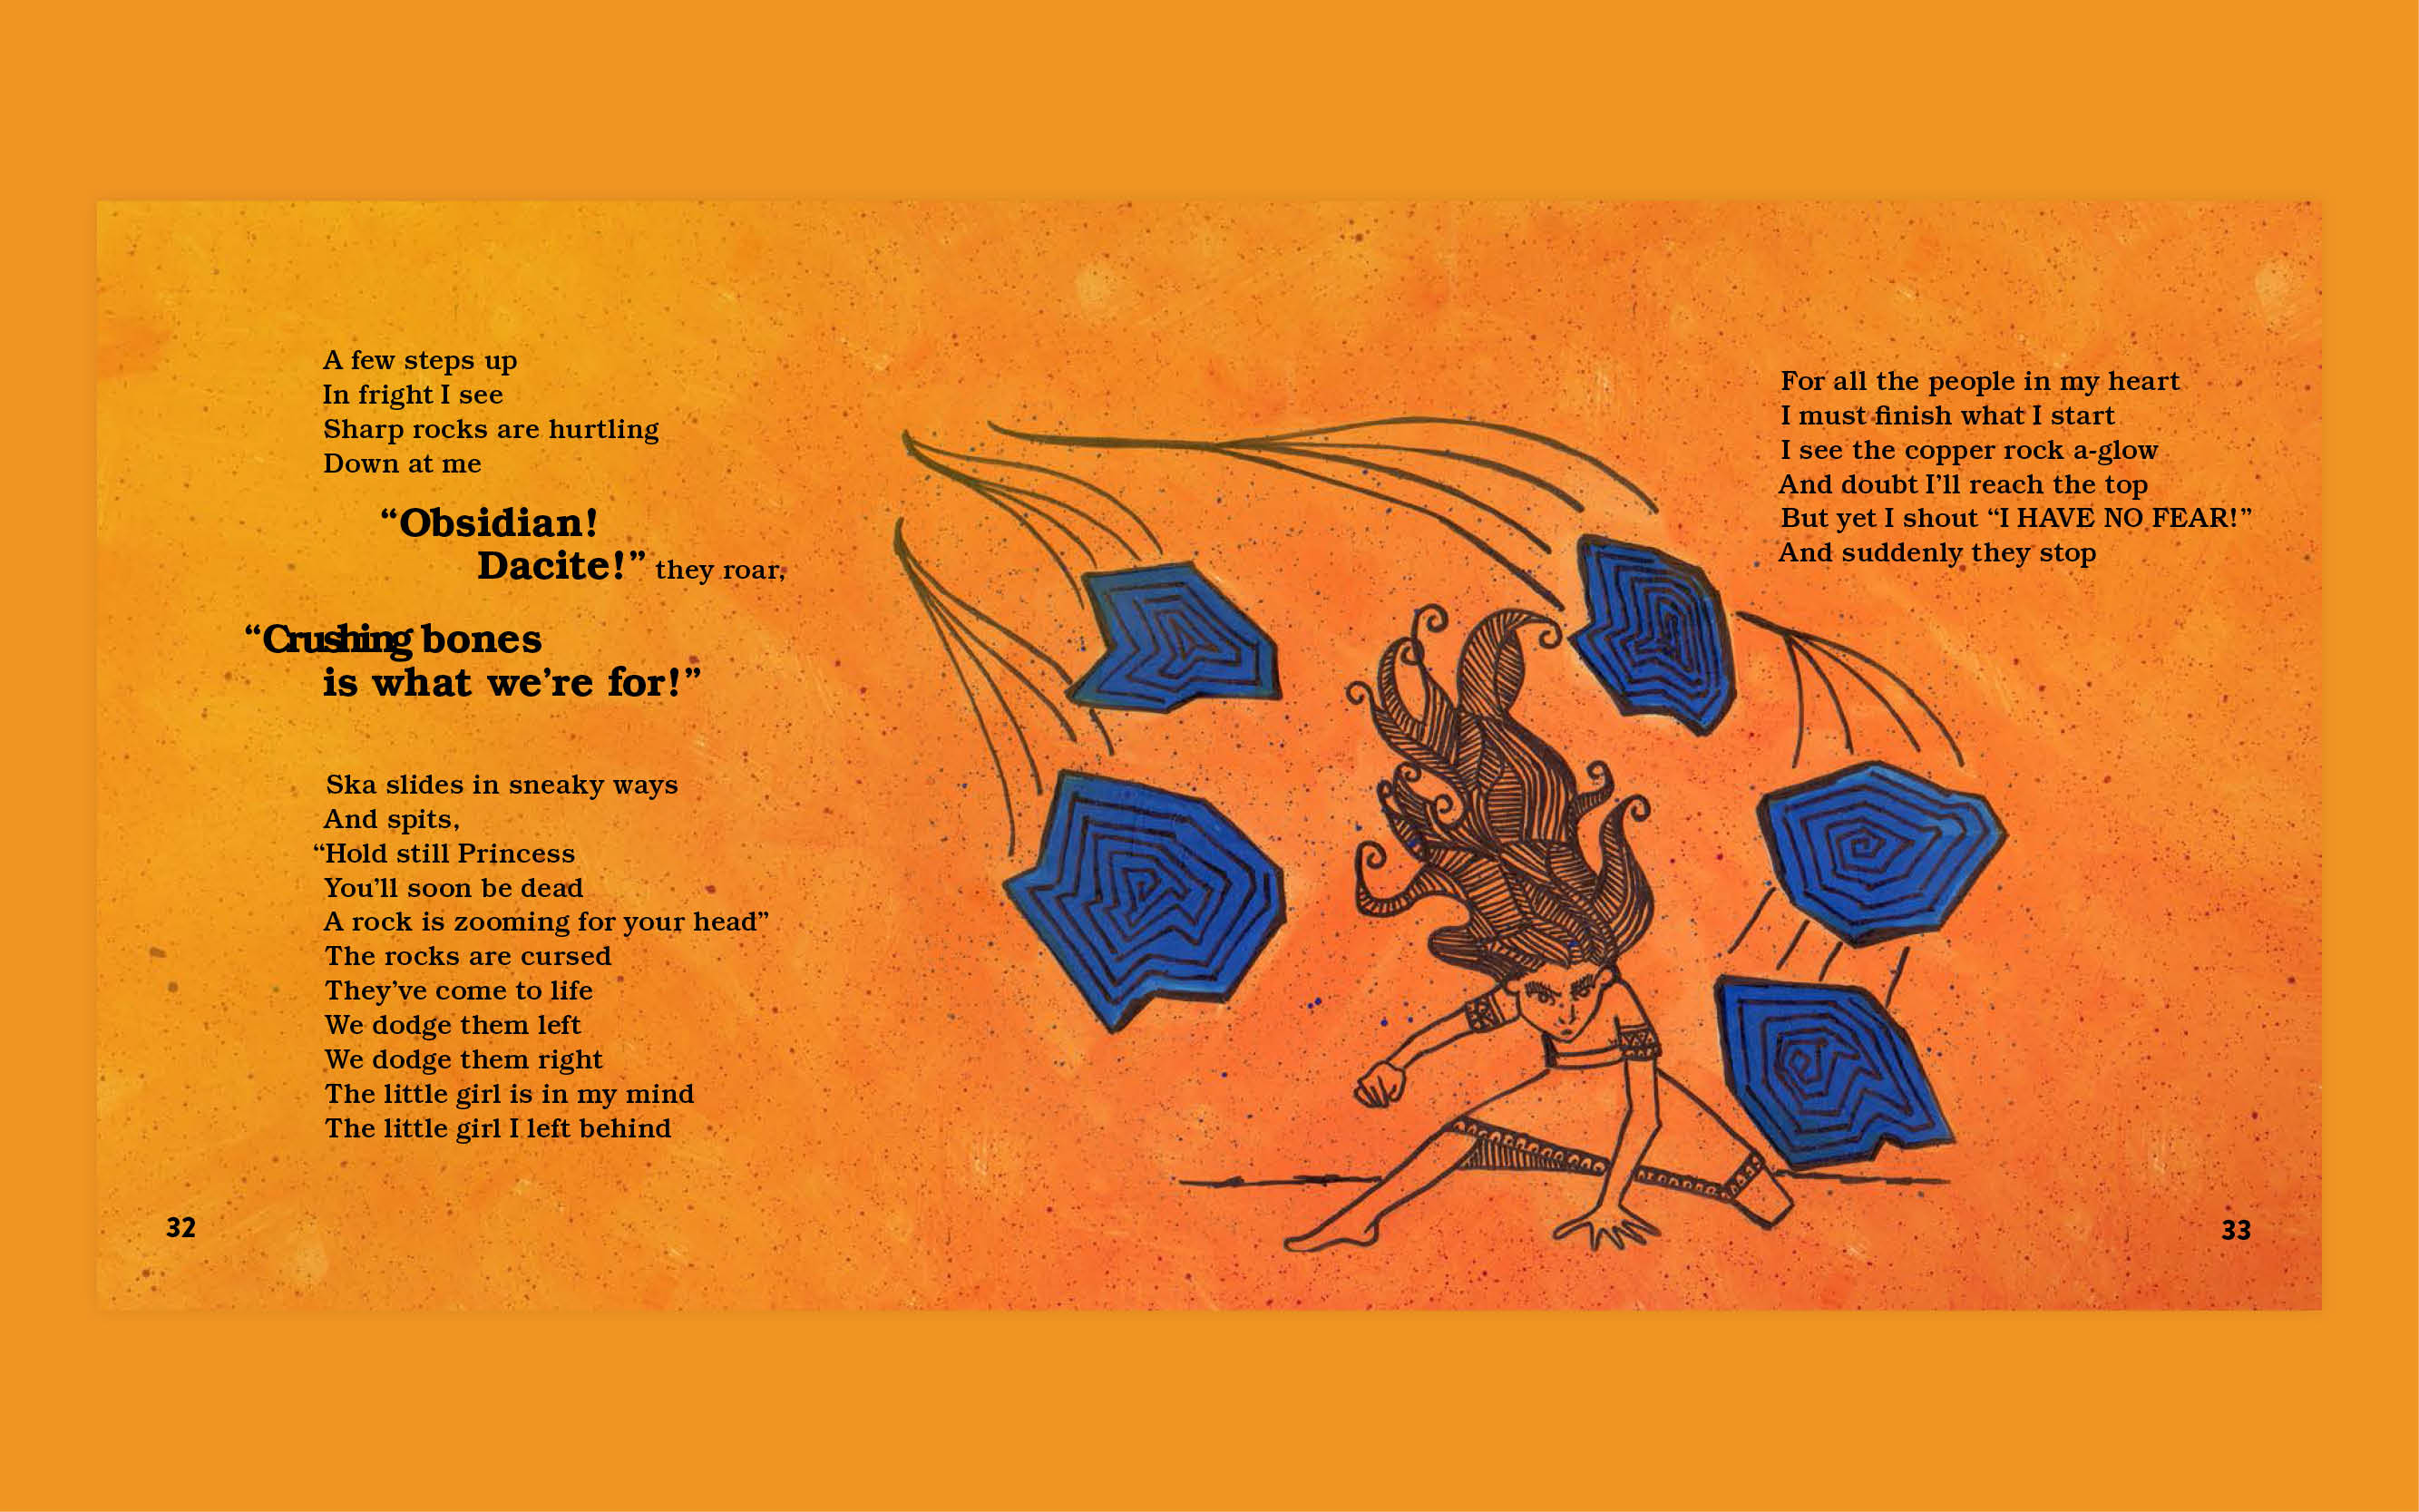 A few steps up
In fright I see
Sharp rocks are hurtling
Down at me
“Obsidian!
Dacite!” they roar,
“Crushing bones
is what we’re for!”
Ska slides in sneaky ways
And spits,
“Hold still Princess
You’ll soon be dead
A rock is zooming for your head”
The rocks are cursed
They’ve come to life
We dodge them left
We dodge them right
The little girl is in my mind
The little girl I left behind
32
For all the people in my heart
I must finish what I start
I see the copper rock a-glow
And doubt I’ll reach the top
But yet I shout “I HAVE NO FEAR!”
And suddenly they stop
33